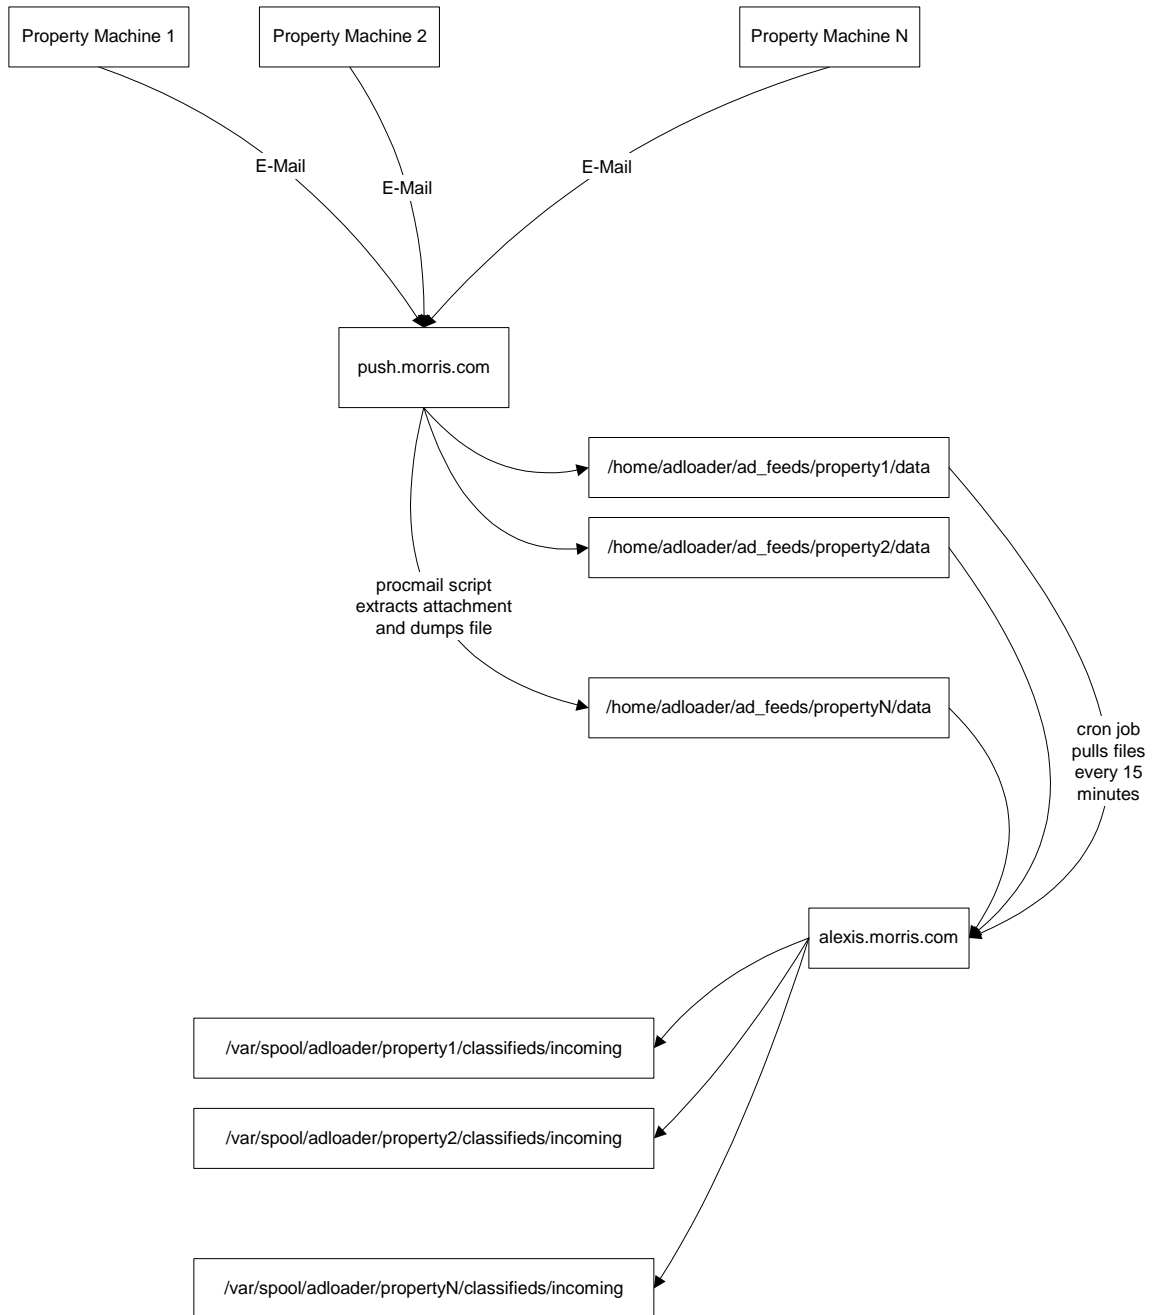 Property Machine 1
Property Machine 2
Property Machine N
E-Mail
E-Mail
E-Mail
push.morris.com
/home/adloader/ad_feeds/property1/data
/home/adloader/ad_feeds/property2/data
procmail script
extracts attachment
and dumps file
/home/adloader/ad_feeds/propertyN/data
cron job
pulls files
every 15
minutes
alexis.morris.com
/var/spool/adloader/property1/classifieds/incoming
/var/spool/adloader/property2/classifieds/incoming
/var/spool/adloader/propertyN/classifieds/incoming